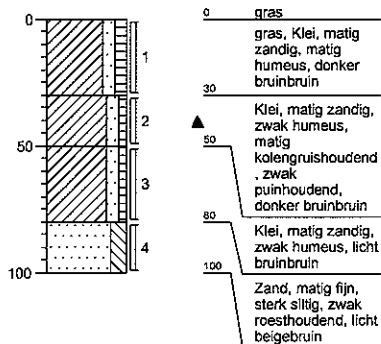 0
50
100
1
2
3
4
0
gras
gras, Klei, matig
zandig, matig
humeus, donker
bruinbruin
30
Klei, matig zandig,
zwak humeus,
matig
kolengruishoudend
, zwak
puinhoudend,
donker bruinbruin
50
80
Klei, matig zandig,
zwak humeus, licht
bruinbruin
100
Zand, matig fijn,
sterk siltig, zwak
roesthoudend, licht
beigebruin